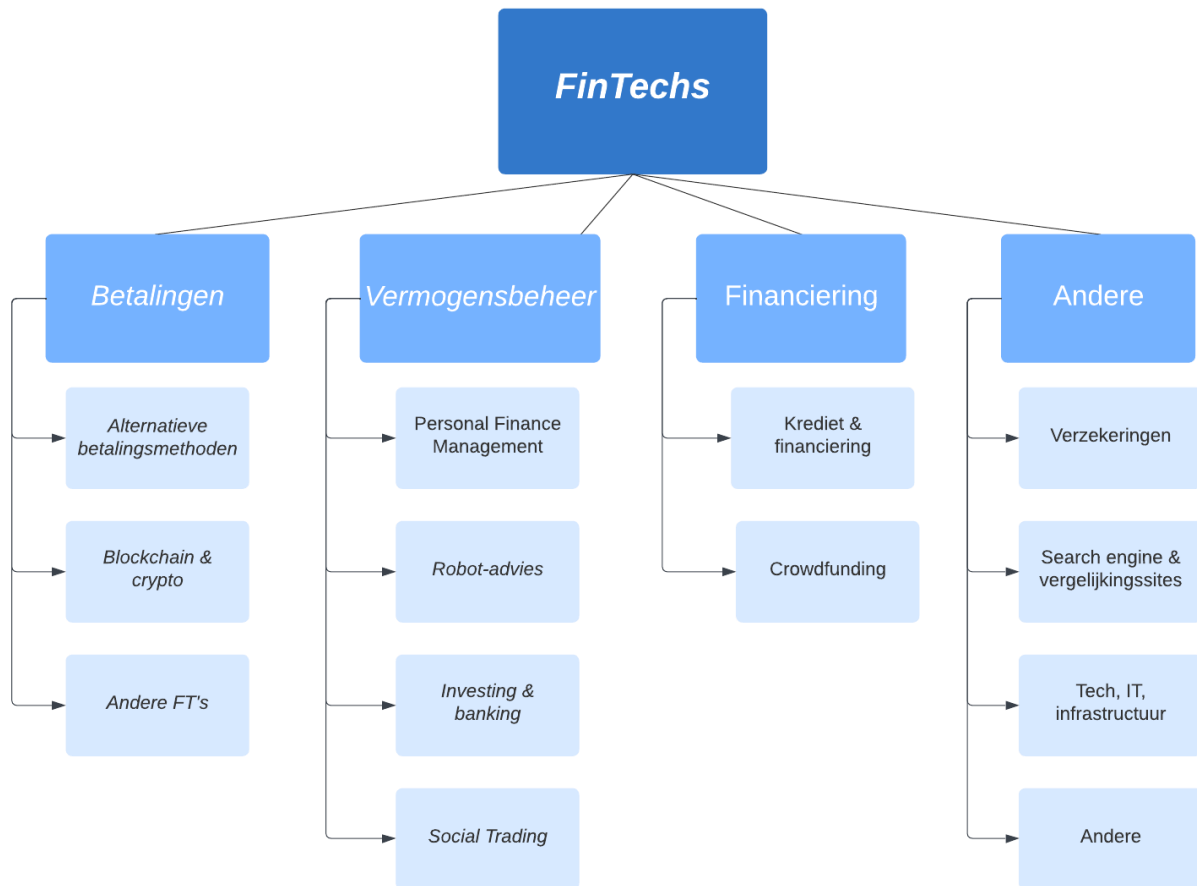 FinTechs
Betalingen
Alternatieve
betalingsmethoden
Blockchain &
crypto
Andere FT's
Vermogensbeheer
Personal Finance
Management
Robot-advies
Investing &
banking
Social Trading
Financiering
Krediet &
financiering
Crowdfunding
Andere
Verzekeringen
Search engine &
vergelijkingssites
Tech, IT,
infrastructuur
Andere